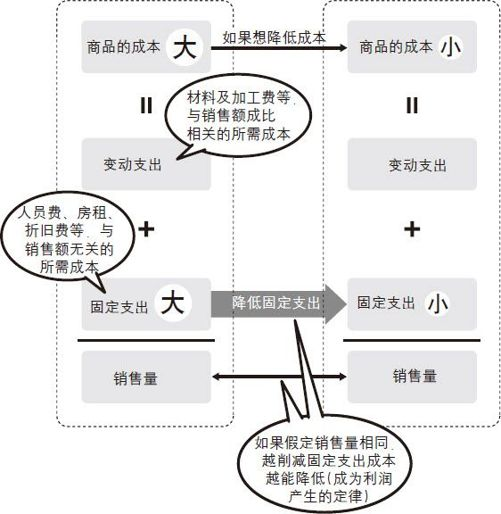 商品的成本 大
如果想降低成本
商品的成本 小
=
=
材料及加工费等，
与销售额成比
相关的所需成本
变动支出
变动支出
人员费、房租、
折旧费等，与
销售额无关的
所需成本
+
+
固定支出 大
降低固定支出
固定支出 小
销售量
销售量
如果假定销售量相同，
越削减固定支出成本
越能降低(成为利润
产生的定律)